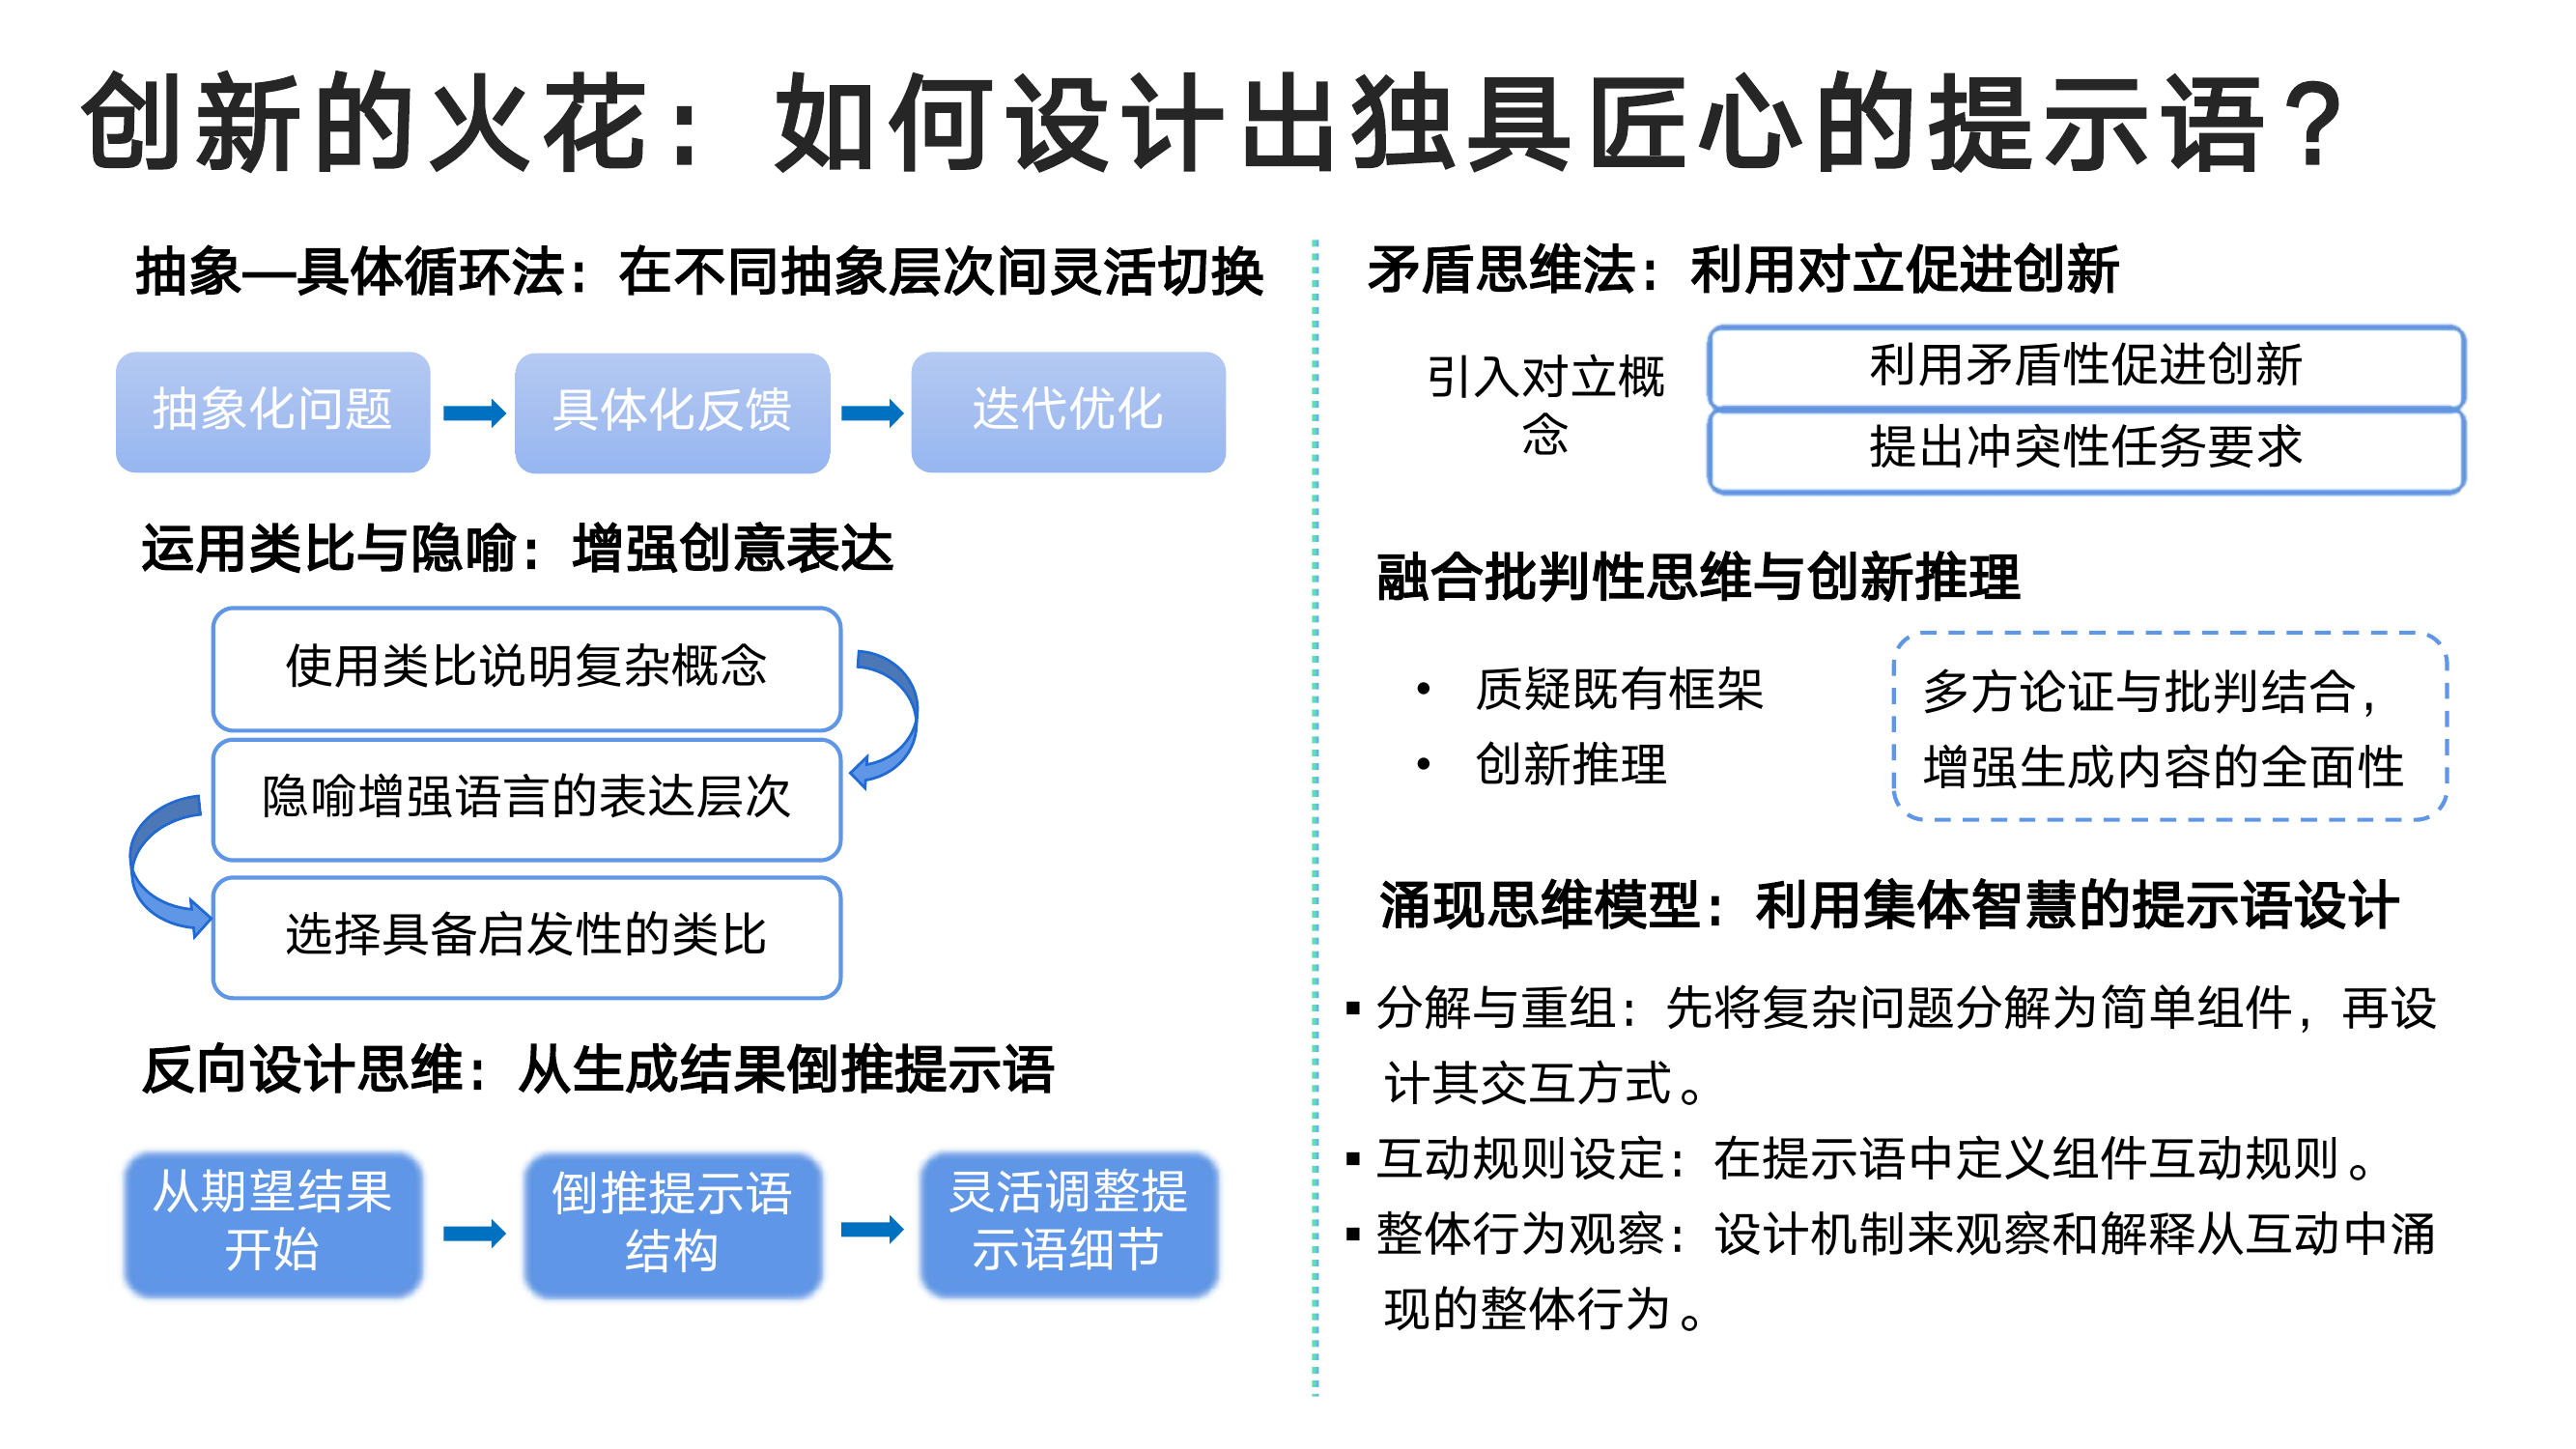 创新的火花：如何设计出独具匠心的提示语？
抽象—具体循环法：在不同抽象层次间灵活切换
抽象化问题
具体化反馈
迭代优化
运用类比与隐喻：增强创意表达
使用类比说明复杂概念
隐喻增强语言的表达层次
选择具备启发性的类比
反向设计思维：从生成结果倒推提示语
从期望结果
开始
倒推提示语
结构
灵活调整提
示语细节
矛盾思维法：利用对立促进创新
引入对立概
念
利用矛盾性促进创新
提出冲突性任务要求
融合批判性思维与创新推理
• 质疑既有框架
• 创新推理
多方论证与批判结合，
增强生成内容的全面性
涌现思维模型：利用集体智慧的提示语设计
▪ 分解与重组：先将复杂问题分解为简单组件，再设
计其交互方式。
▪ 互动规则设定：在提示语中定义组件互动规则。
▪ 整体行为观察：设计机制来观察和解释从互动中涌
现的整体行为。